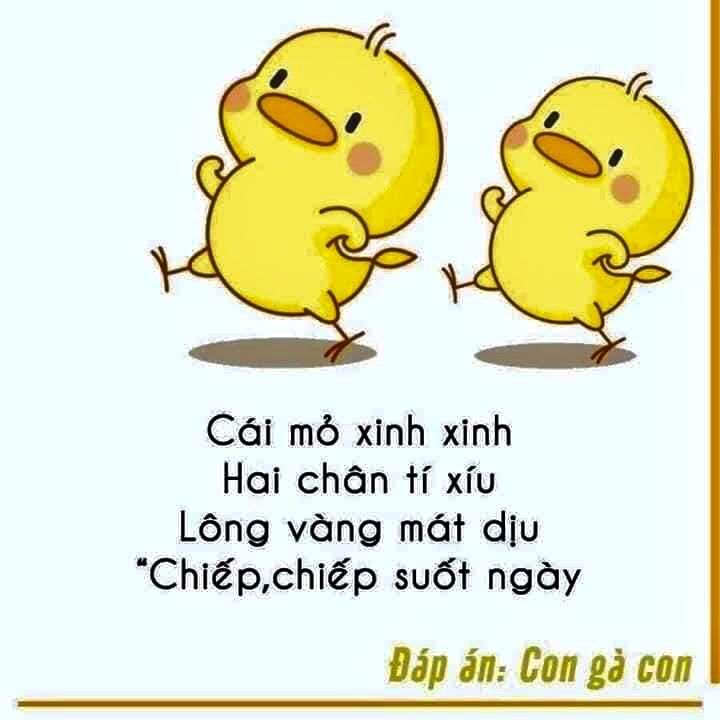 Cái mỏ xinh xinh
Hai chân tí xíu
Lông vàng mát dịu
“Chiếp,chiếp suốt ngày
Đáp án: Con gà con